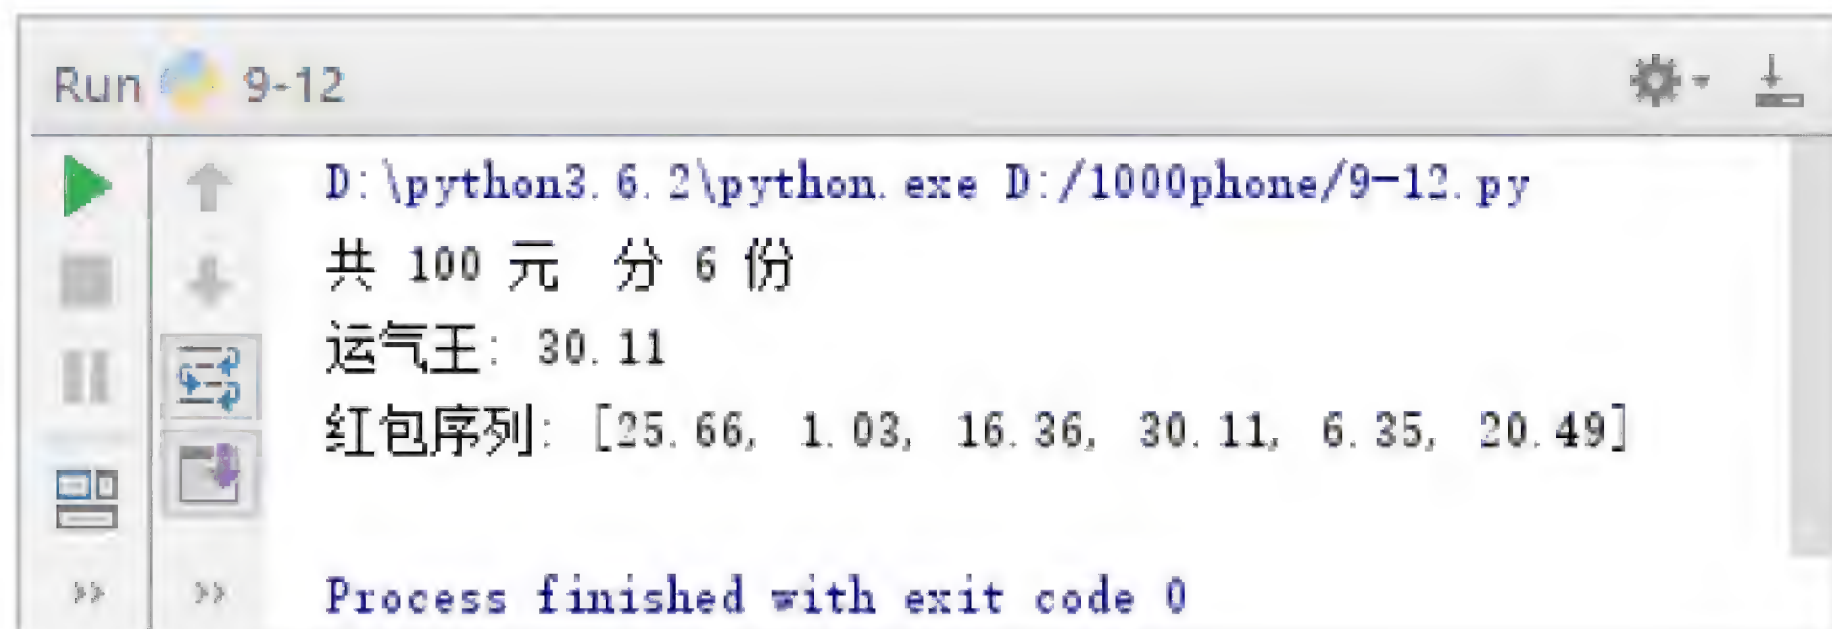 Run 9-12
D:\python3.6.2\python.exe D:/1000phone/9-12.py
共 100 元 分 6 份
运气王: 30.11
红包序列: [25.66, 1.03, 16.36, 30.11, 6.35, 20.49]
Process finished with exit code 0